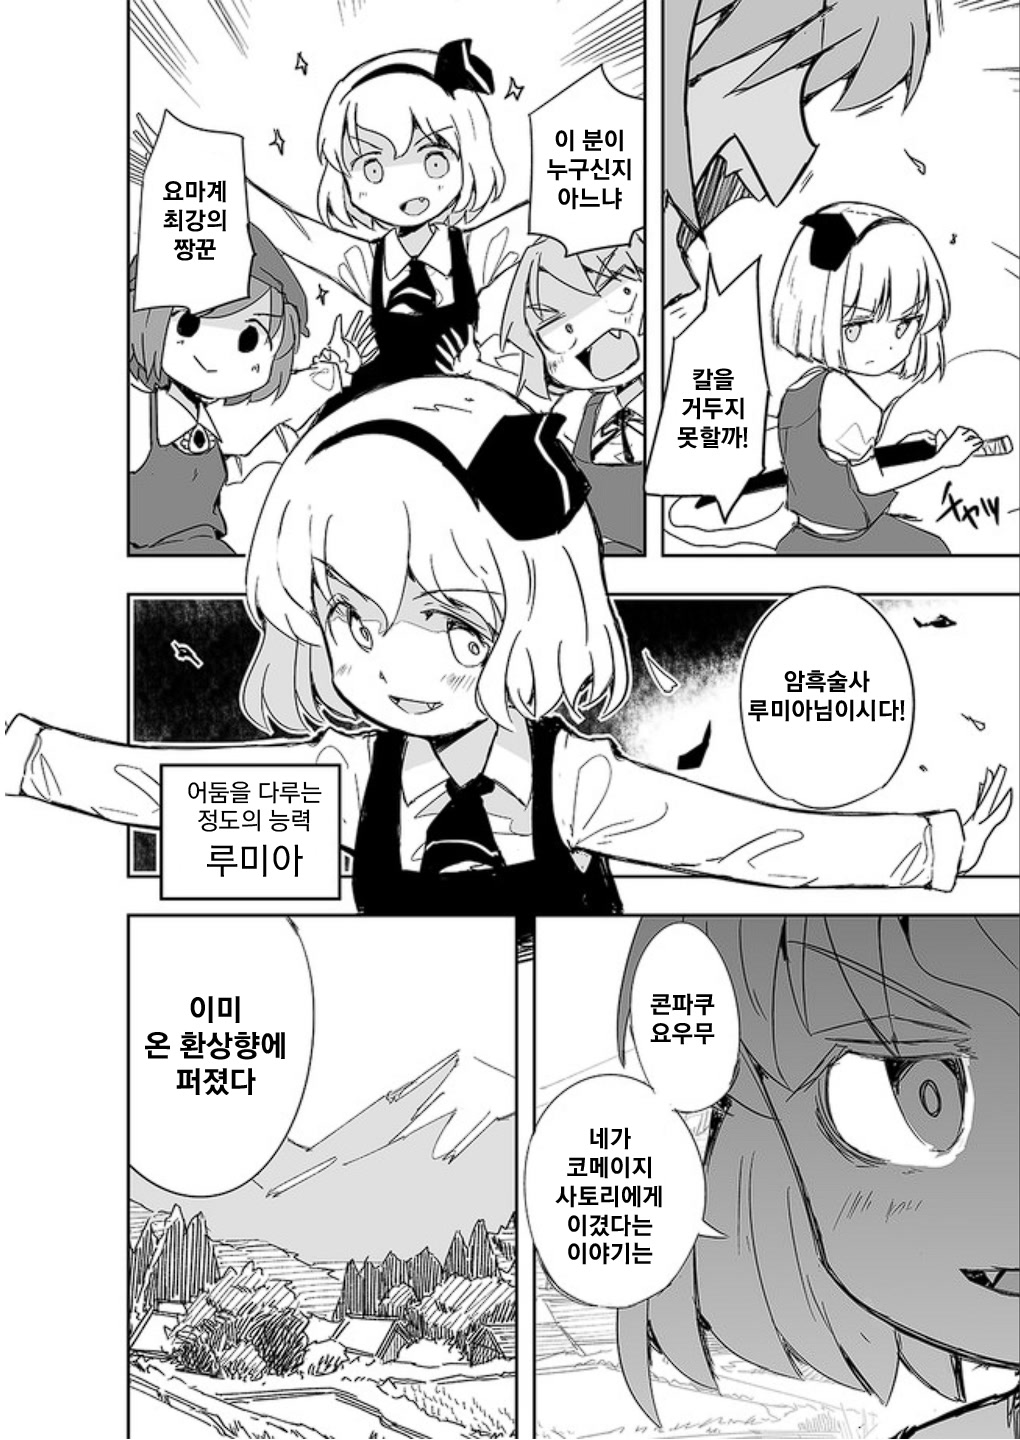 칼을
거두지
못할까!
チャッ
이 분이
누구신지
아느냐
요마계
최강의
짱꾼
암흑술사
루미아님이시다!
어둠을 다루는
정도의 능력
루미아
콘파쿠
요우무
네가
코메이지
사토리에게
이겼다는
이야기는
이미
온 환상향에
퍼졌다